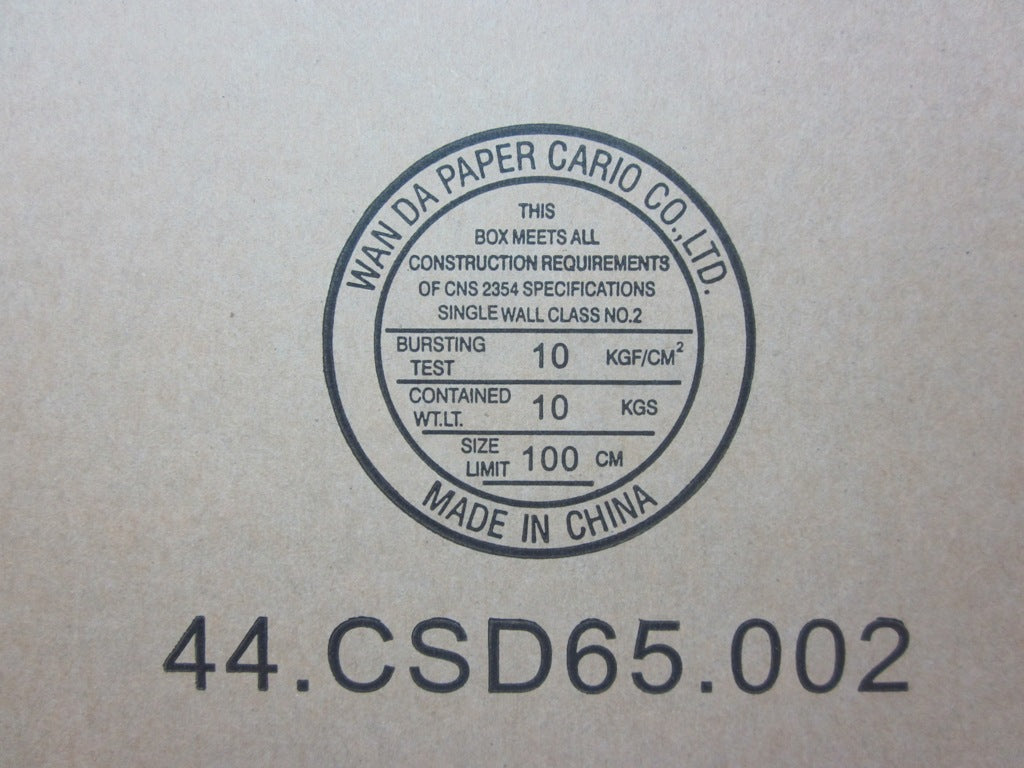 WAN DA PAPER CARIO CO.,LTD.
THIS
BOX MEETS ALL
CONSTRUCTION REQUIREMENTS
OF CNS 2354 SPECIFICATIONS
SINGLE WALL CLASS NO.2
BURSTING TEST 10 KGF/CM²
CONTAINED WT.LT. 10 KGS
SIZE LIMIT 100 CM
MADE IN CHINA
44.CSD65.002